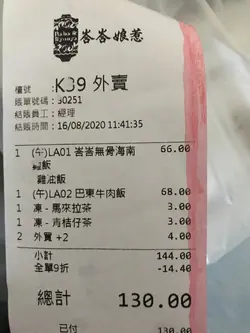 Baba & Nyonya
峇峇娘惹
櫃號 : K39 外賣
賬單號碼: 30251
結賬員工: 經理
結賬時間: 16/08/2020 11:41:35
1 (午)LA01 峇峇無骨海南 66.00
雞飯
雞油飯
1 (午)LA02 巴東牛肉飯 68.00
1 凍 - 馬來拉茶 3.00
1 凍 - 青桔仔茶 3.00
2 外賣 +2 4.00
小計 144.00
全單9折 -14.40
總計 130.00
已付 130.00